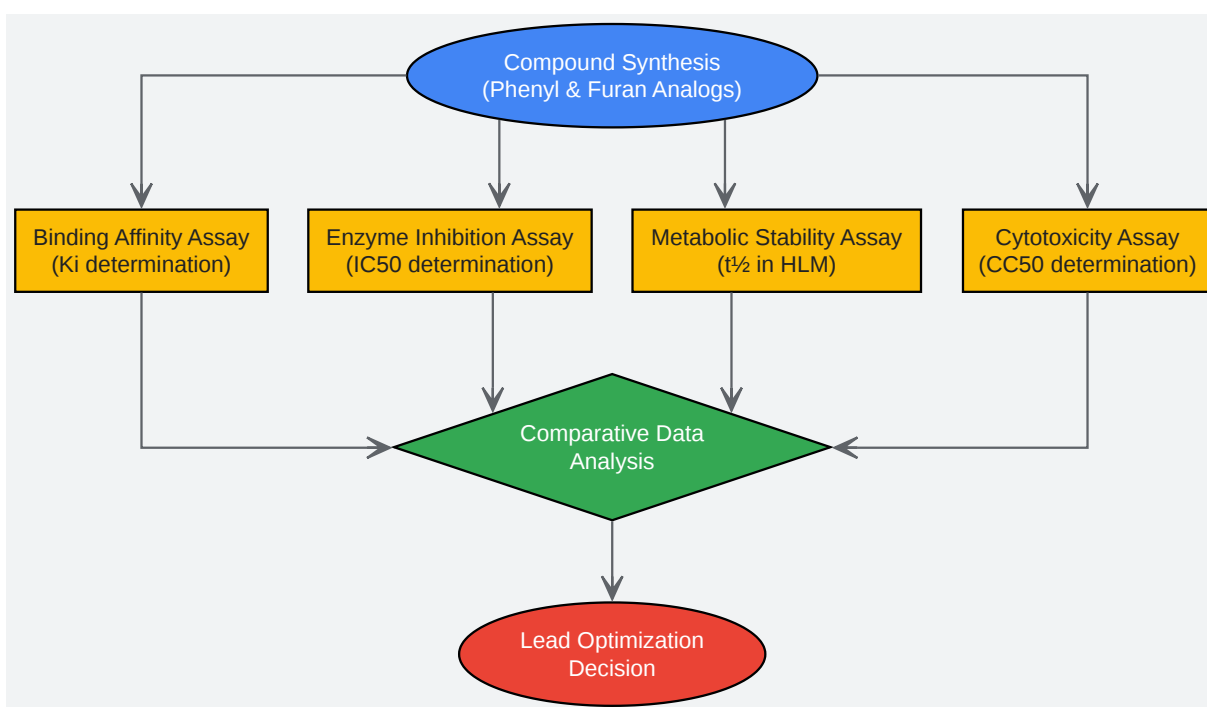 Compound Synthesis
(Phenyl & Furan Analogs)
Binding Affinity Assay
(Ki determination)
Enzyme Inhibition Assay
(IC50 determination)
Metabolic Stability Assay
(t½ in HLM)
Cytotoxicity Assay
(CC50 determination)
Comparative Data
Analysis
Lead Optimization
Decision